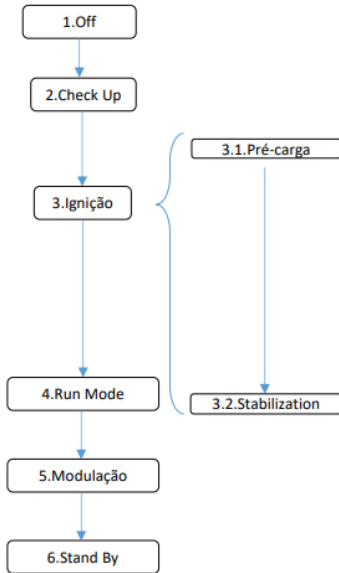 1.Off
2.Check Up
3.Ignição
3.1.Pré-carga
3.2.Stabilization
4.Run Mode
5.Modulação
6.Stand By